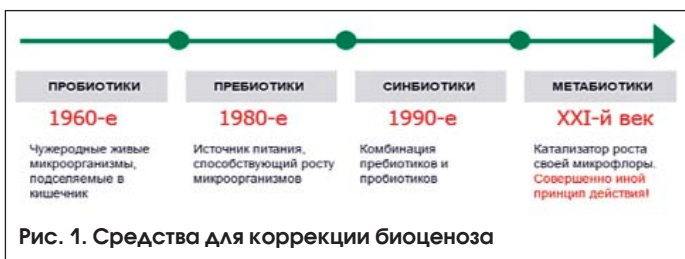 ПРОБИОТИКИ
1960-е
Чужеродные живые
микроорганизмы,
подселяемые в
кишечник
ПРЕБИОТИКИ
1980-е
Источник питания,
способствующий росту
микроорганизмов
СИНБИОТИКИ
1990-е
Комбинация
пребиотиков и
пробиотиков
МЕТАБИОТИКИ
XXI-й век
Катализатор роста
своей микрофлоры.
Совершенно иной
принцип действия!
Рис. 1. Средства для коррекции биоценоза